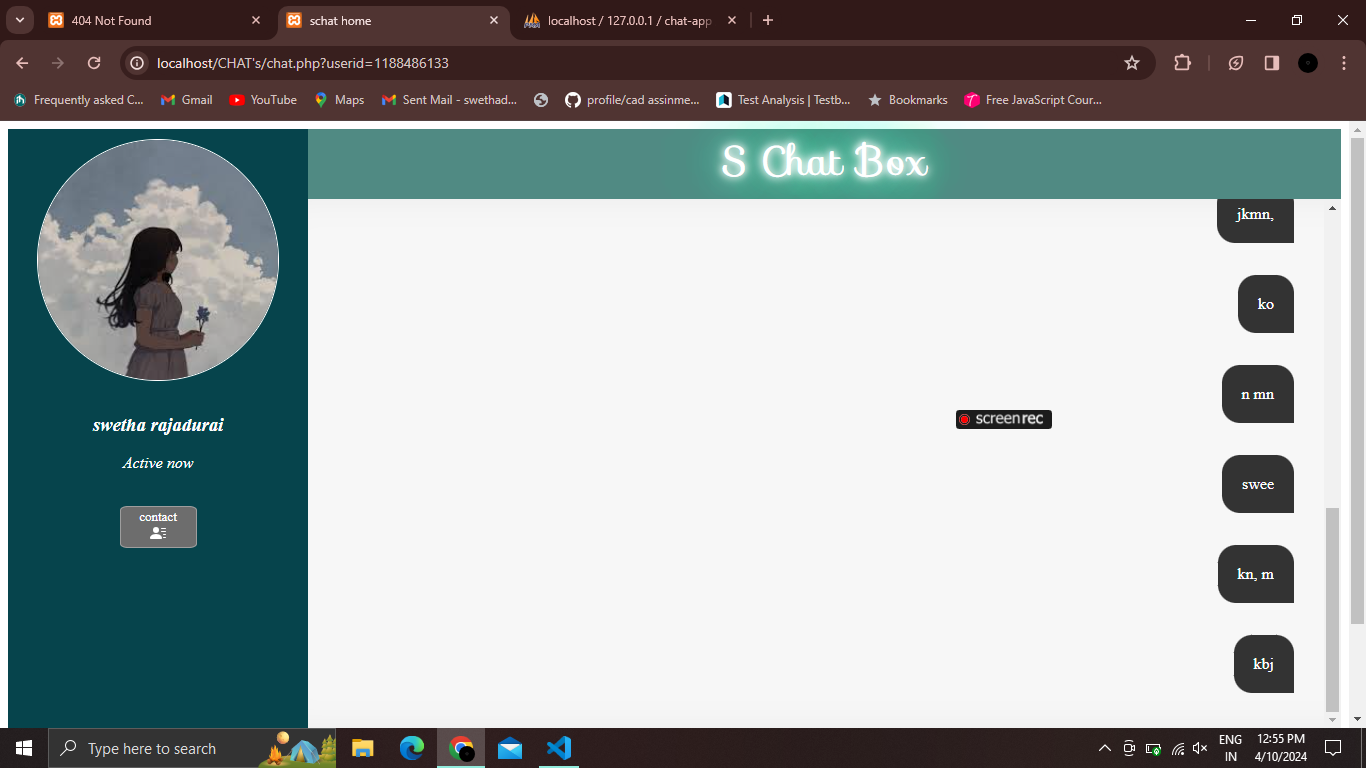 404 Not Found
schat home
localhost / 127.0.0.1 / chat-app
localhost/CHAT's/chat.php?userid=1188486133
Frequently asked C...
Gmail
YouTube
Maps
Sent Mail - swethad...
profile/cad assinme...
Test Analysis | Testb...
Bookmarks
Free JavaScript Cour...
S Chat Box
swetha rajadurai
Active now
contact
jkmn,
ko
n mn
screenrec
swee
kn, m
kbj
Type here to search
ENG
IN
12:55 PM
4/10/2024